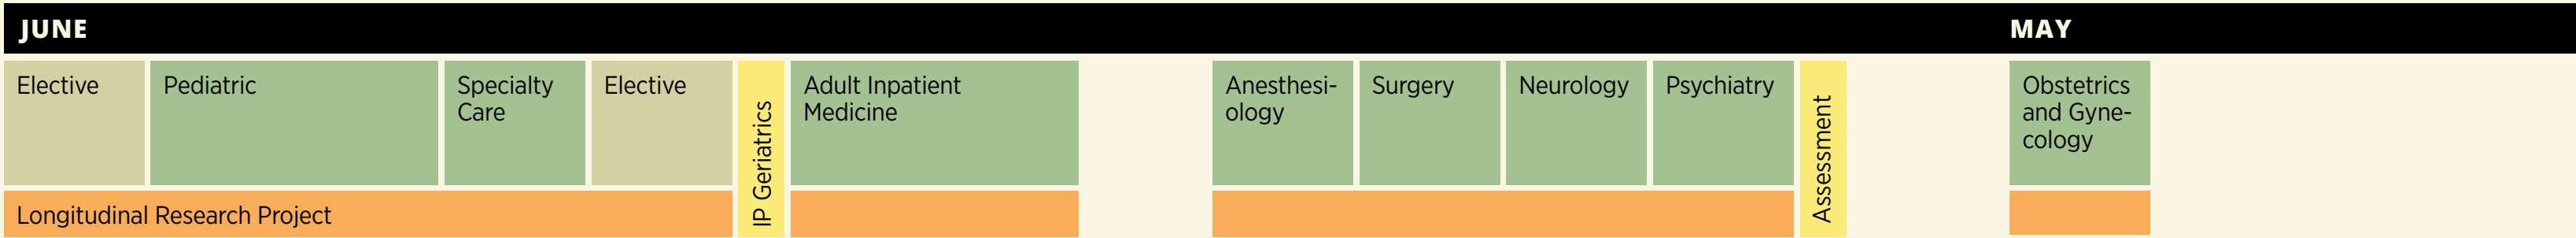 JUNE
MAY
Elective
Pediatric
Specialty
Care
Elective
IP Geriatrics
Adult Inpatient
Medicine
Anesthesi-
ology
Surgery
Neurology
Psychiatry
Assessment
Obstetrics
and Gyne-
cology
Longitudinal Research Project